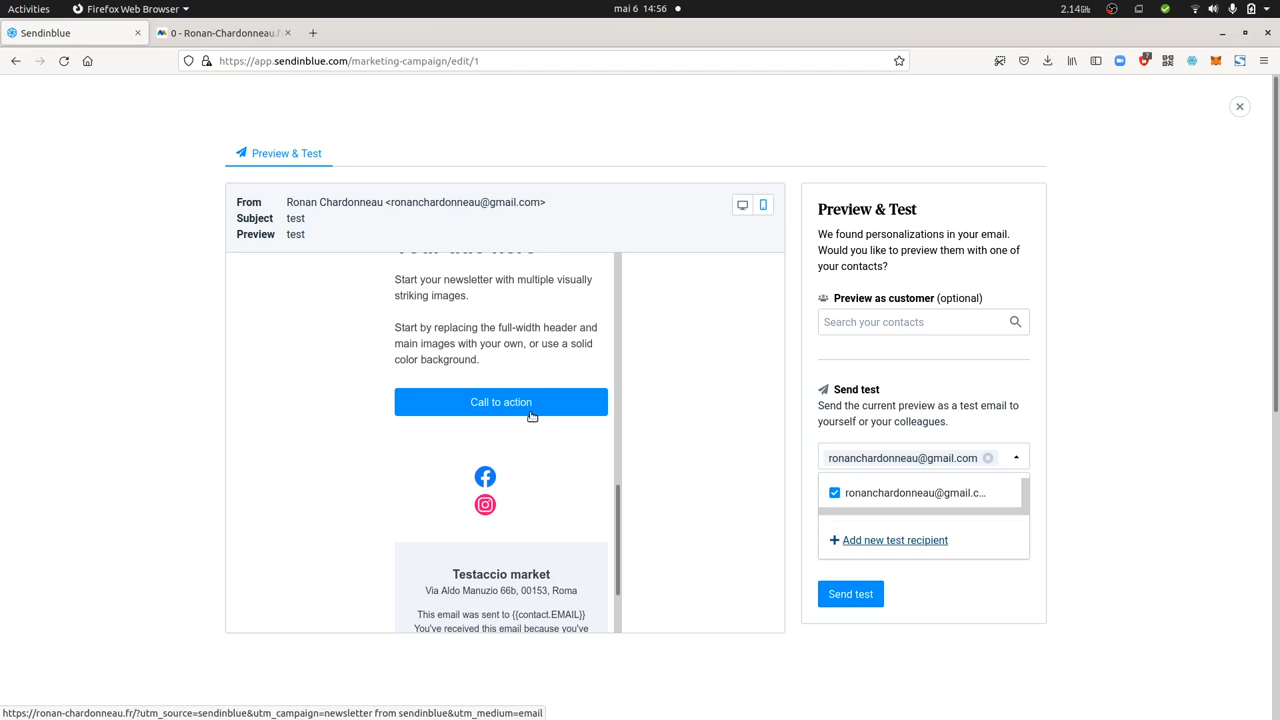 Activities
Firefox Web Browser
mai 6 14:56
2.14 GHz
Sendinblue
0 - Ronan-Chardonneau.f
7
https://app.sendinblue.com/marketing-campaign/edit/1
Preview & Test
From Ronan Chardonneau <ronanchardonneau@gmail.com>
Subject test
Preview test
Start your newsletter with multiple visually
striking images.
Start by replacing the full-width header and
main images with your own, or use a solid
color background.
Call to action
Testaccio market
Via Aldo Manuzio 66b, 00153, Roma
This email was sent to {{contact.EMAIL}}
You've received this email because you've
Preview & Test
We found personalizations in your email.
Would you like to preview them with one of
your contacts?
Preview as customer (optional)
Search your contacts
Send test
Send the current preview as a test email to
yourself or your colleagues.
ronanchardonneau@gmail.com
ronanchardonneau@gmail.c...
+ Add new test recipient
Send test
https://ronan-chardonneau.fr/?utm_source=sendinblue&utm_campaign=newsletter from sendinblue&utm_medium=email